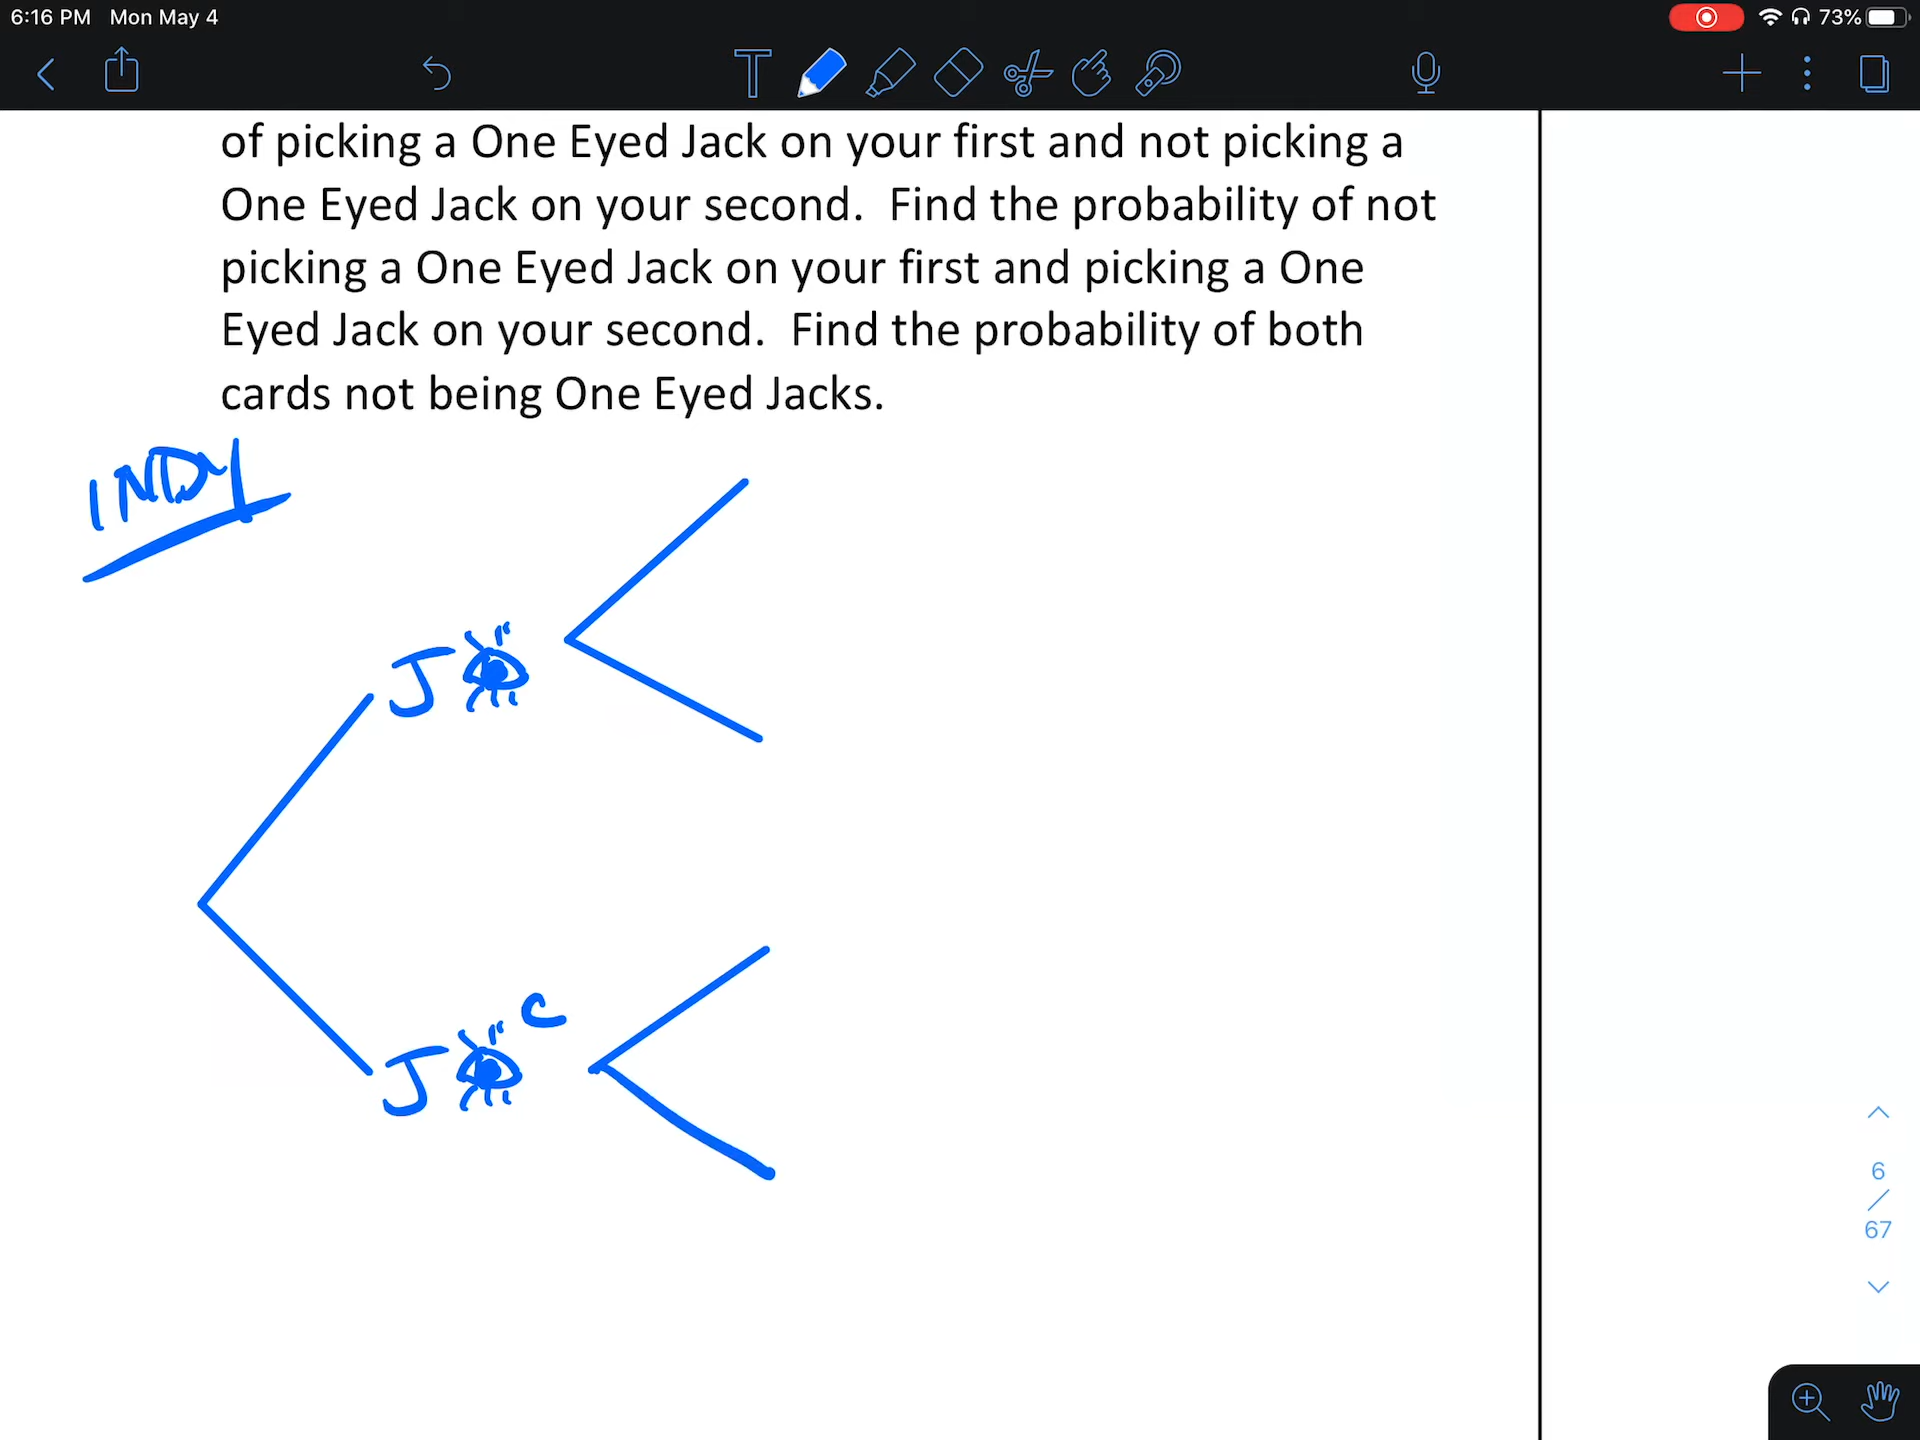 6:16 PM Mon May 4
73%
of picking a One Eyed Jack on your first and not picking a
One Eyed Jack on your second. Find the probability of not
picking a One Eyed Jack on your first and picking a One
Eyed Jack on your second. Find the probability of both
cards not being One Eyed Jacks.
INDY
J
J C
6
/
67